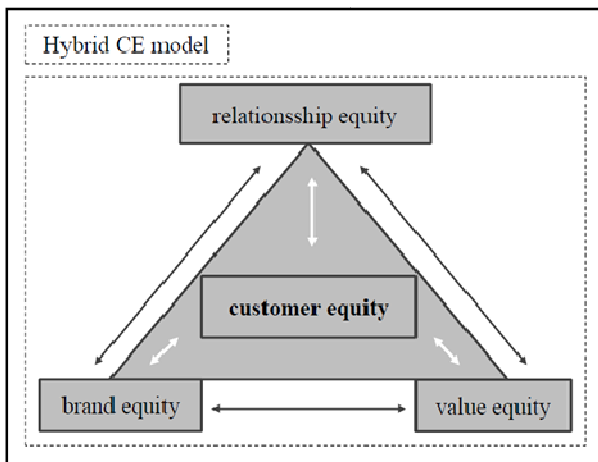 Hybrid CE model
relationsship equity
customer equity
brand equity
value equity